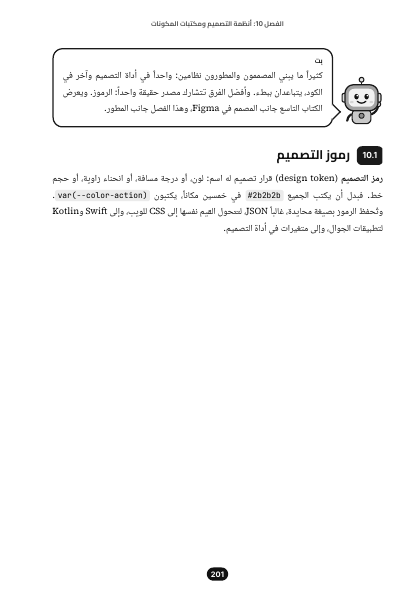 الفصل 10: أنظمة التصميم ومكتبات المكونات
بت
كثيراً ما يبني المصممون والمطورون نظامين: واحداً في أداة التصميم وآخر في
الكود، يتباعدان ببطء. وأفضل الفرق تتشارك مصدر حقيقة واحداً: الرموز. ويعرض
الكتاب التاسع جانب المصمم في Figma، وهذا الفصل جانب المطور.
10.1 رموز التصميم
رمز التصميم (design token) قرار تصميم له اسم: لون، أو درجة مسافة، أو انحناء زاوية، أو حجم
خط. فبدل أن يكتب الجميع #2b2b2b في خمسين مكاناً، يكتبون var(--color-action).
وتُحفظ الرموز بصيغة محايدة، غالباً JSON، لتتحول القيم نفسها إلى CSS للويب، وإلى Swift وKotlin
لتطبيقات الجوال، وإلى متغيرات في أداة التصميم.
201